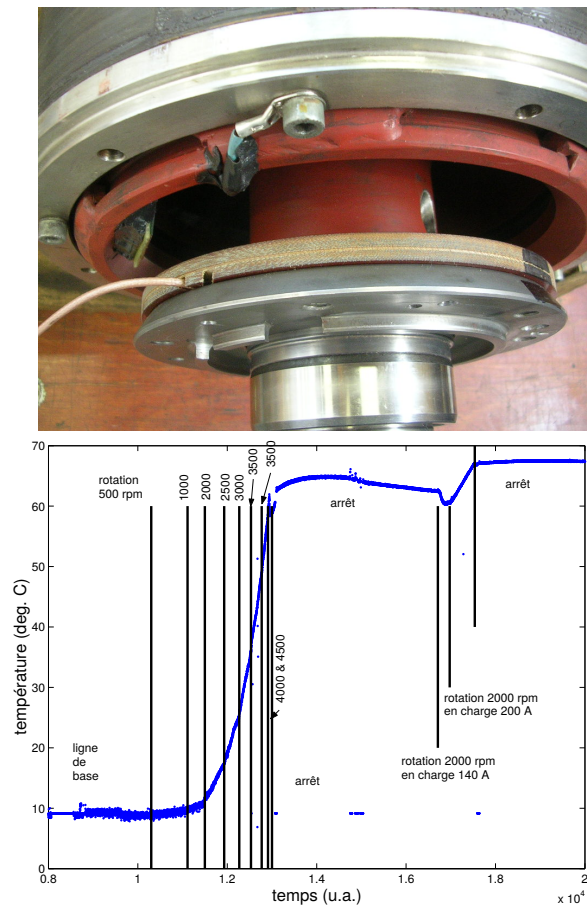 70
60
50
40
30
20
10
0
température (deg. C)
rotation
500 rpm
1000
2000
2500
3000
3500
3500
4000 & 4500
arrêt
arrêt
ligne
de
base
arrêt
rotation 2000 rpm
en charge 200 A
rotation 2000 rpm
en charge 140 A
0.8
1
1.2
1.4
1.6
1.8
2
temps (u.a.)
x 10⁴